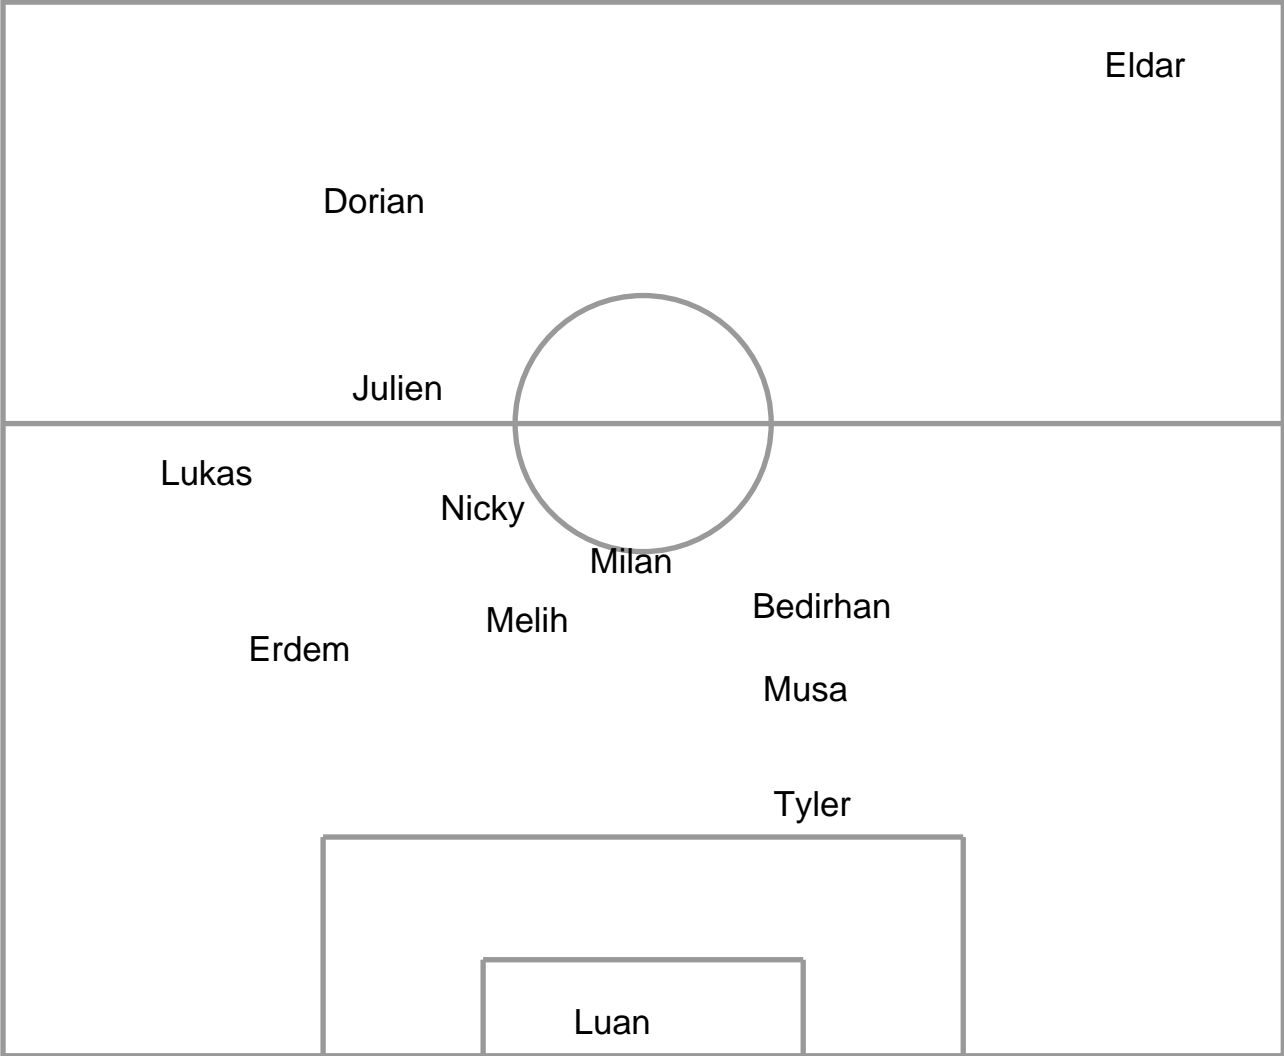 Eldar
Dorian
Julien
Lukas
Nicky
Milan
Bedirhan
Melih
Erdem
Musa
Tyler
Luan